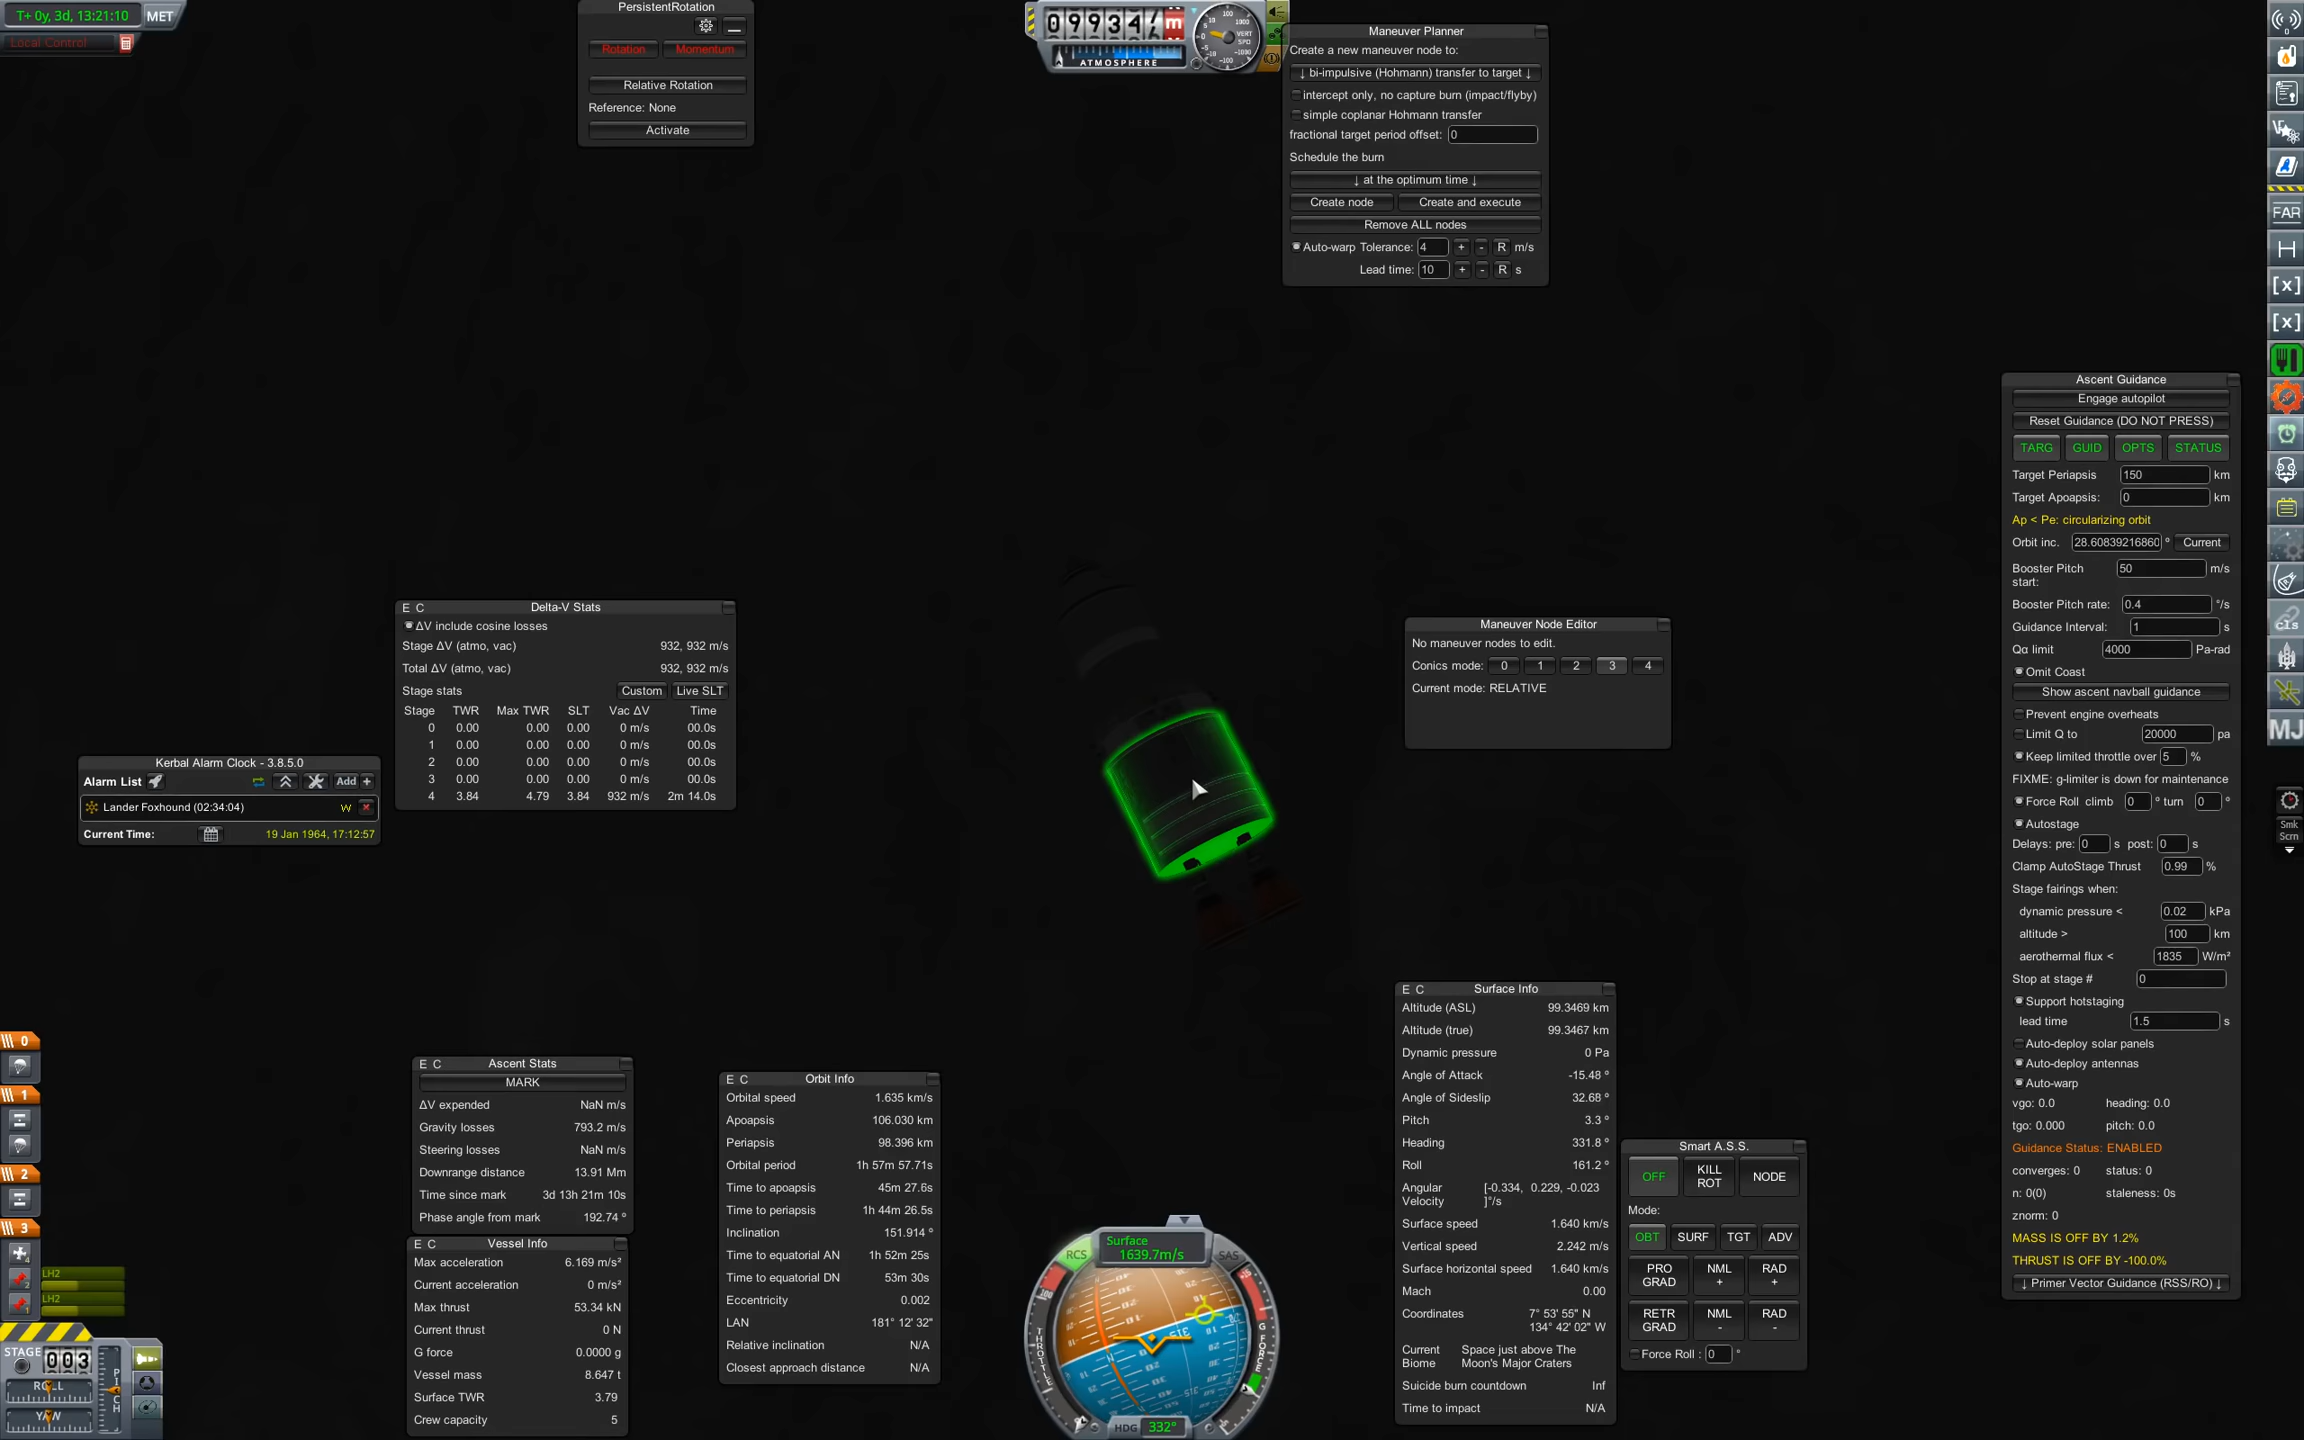 T+ 0y, 3d, 13:21:10 MET
Local Control
PersistentRotation
Rotation Momentum
Relative Rotation
Reference: None
Activate
ATMOSPHERE
VERT SPD
Maneuver Planner
Create a new maneuver node to:
↓ bi-impulsive (Hohmann) transfer to target ↓
intercept only, no capture burn (impact/flyby)
simple coplanar Hohmann transfer
fractional target period offset: 0
Schedule the burn
↓ at the optimum time ↓
Create node Create and execute
Remove ALL nodes
Auto-warp Tolerance: 4 + - R m/s
Lead time: 10 + - R s
FAR
[x]
[x]
cls
MJ
Smk
Scrn
Ascent Guidance
Engage autopilot
Reset Guidance (DO NOT PRESS)
TARG GUID OPTS STATUS
Target Periapsis 150 km
Target Apoapsis: 0 km
Ap < Pe: circularizing orbit
Orbit inc. 28.60839216860 º Current
Booster Pitch start: 50 m/s
Booster Pitch rate: 0.4 °/s
Guidance Interval: 1 s
Qα limit 4000 Pa-rad
Omit Coast
Show ascent navball guidance
Prevent engine overheats
Limit Q to 20000 pa
Keep limited throttle over 5 %
FIXME: g-limiter is down for maintenance
Force Roll climb 0 º turn 0 º
Autostage
Delays: pre: 0 s post: 0 s
Clamp AutoStage Thrust 0.99 %
Stage fairings when:
dynamic pressure < 0.02 kPa
altitude > 100 km
aerothermal flux < 1835 W/m²
Stop at stage # 0
Support hotstaging
lead time 1.5 s
Auto-deploy solar panels
Auto-deploy antennas
Auto-warp
vgo: 0.0 heading: 0.0
tgo: 0.000 pitch: 0.0
Guidance Status: ENABLED
converges: 0 status: 0
n: 0(0) staleness: 0s
znorm: 0
MASS IS OFF BY 1.2%
THRUST IS OFF BY -100.0%
↓ Primer Vector Guidance (RSS/RO) ↓
E C Delta-V Stats
ΔV include cosine losses
Stage ΔV (atmo, vac) 932, 932 m/s
Total ΔV (atmo, vac) 932, 932 m/s
Stage stats Custom Live SLT
Stage TWR Max TWR SLT Vac ΔV Time
0 0.00 0.00 0.00 0 m/s 00.0s
1 0.00 0.00 0.00 0 m/s 00.0s
2 0.00 0.00 0.00 0 m/s 00.0s
3 0.00 0.00 0.00 0 m/s 00.0s
4 3.84 4.79 3.84 932 m/s 2m 14.0s
Maneuver Node Editor
No maneuver nodes to edit.
Conics mode: 0 1 2 3 4
Current mode: RELATIVE
Kerbal Alarm Clock - 3.8.5.0
Alarm List Add +
Lander Foxhound (02:34:04) W
Current Time: 19 Jan 1964, 17:12:57
E C Ascent Stats
MARK
ΔV expended NaN m/s
Gravity losses 793.2 m/s
Steering losses NaN m/s
Downrange distance 13.91 Mm
Time since mark 3d 13h 21m 10s
Phase angle from mark 192.74 º
E C Vessel Info
Max acceleration 6.169 m/s²
Current acceleration 0 m/s²
Max thrust 53.34 kN
Current thrust 0 N
G force 0.0000 g
Vessel mass 8.647 t
Surface TWR 3.79
Crew capacity 5
E C Orbit Info
Orbital speed 1.635 km/s
Apoapsis 106.030 km
Periapsis 98.396 km
Orbital period 1h 57m 57.71s
Time to apoapsis 45m 27.6s
Time to periapsis 1h 44m 26.5s
Inclination 151.914 º
Time to equatorial AN 1h 52m 25s
Time to equatorial DN 53m 30s
Eccentricity 0.002
LAN 181° 12' 32"
Relative inclination N/A
Closest approach distance N/A
E C Surface Info
Altitude (ASL) 99.3469 km
Altitude (true) 99.3467 km
Dynamic pressure 0 Pa
Angle of Attack -15.48 º
Angle of Sideslip 32.68 º
Pitch 3.3 º
Heading 331.8 º
Roll 161.2 º
Angular Velocity [-0.334, 0.229, -0.023 ]°/s
Surface speed 1.640 km/s
Vertical speed 2.242 m/s
Surface horizontal speed 1.640 km/s
Mach 0.00
Coordinates 7° 53' 55" N
134° 42' 02" W
Current Biome Space just above The Moon's Major Craters
Suicide burn countdown Inf
Time to impact N/A
Smart A.S.S.
OFF KILL ROT NODE
Mode:
OBT SURF TGT ADV
PRO GRAD NML + RAD +
RETR GRAD NML - RAD -
Force Roll : 0 °
RCS Surface SAS
1639.7m/s
THROTTLE
G FORCE
HDG 332°
0
1
2
3
LH2
LH2
STAGE 003
ROLL
YAW
PITCH